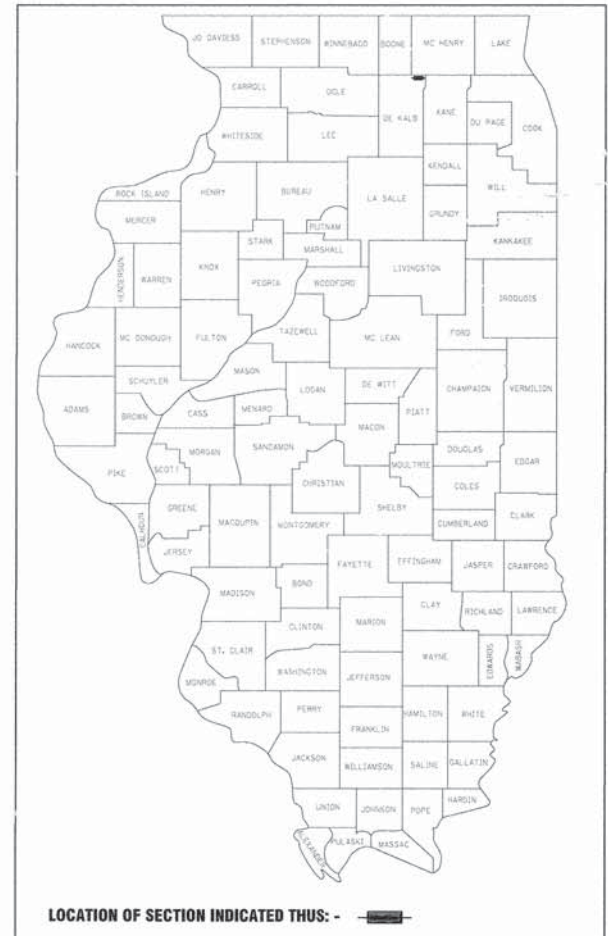 JO DAVIESS STEPHENSON WINNEBAGO BOONE MC HENRY LAKE
CARROLL OGLE
DE KALB KANE DU PAGE COOK
WHITESIDE LEE
KENDALL
ROCK ISLAND HENRY BUREAU LA SALLE WILL
MERCER PUTNAM GRUNDY
STARK MARSHALL KANKAKEE
HENDERSON WARREN KNOX PEORIA WOODFORD LIVINGSTON
IROQUOIS
HANCOCK MC DONOUGH FULTON TAZEWELL MC LEAN FORD
MASON
SCHUYLER LOGAN DE WITT CHAMPAIGN VERMILION
ADAMS BROWN CASS MENARD PIATT
MACON
MORGAN SANGAMON DOUGLAS
PIKE SCOTT CHRISTIAN MOULTRIE EDGAR
COLES
GREENE SHELBY
CALHOUN MACOUPIN MONTGOMERY CUMBERLAND CLARK
JERSEY
FAYETTE EFFINGHAM JASPER CRAWFORD
MADISON BOND
CLAY RICHLAND LAWRENCE
CLINTON MARION
ST. CLAIR WAYNE EDWARDS WABASH
MONROE WASHINGTON JEFFERSON
RANDOLPH PERRY HAMILTON WHITE
FRANKLIN
JACKSON WILLIAMSON SALINE GALLATIN
UNION JOHNSON POPE HARDIN
ALEXANDER PULASKI MASSAC
LOCATION OF SECTION INDICATED THUS: -